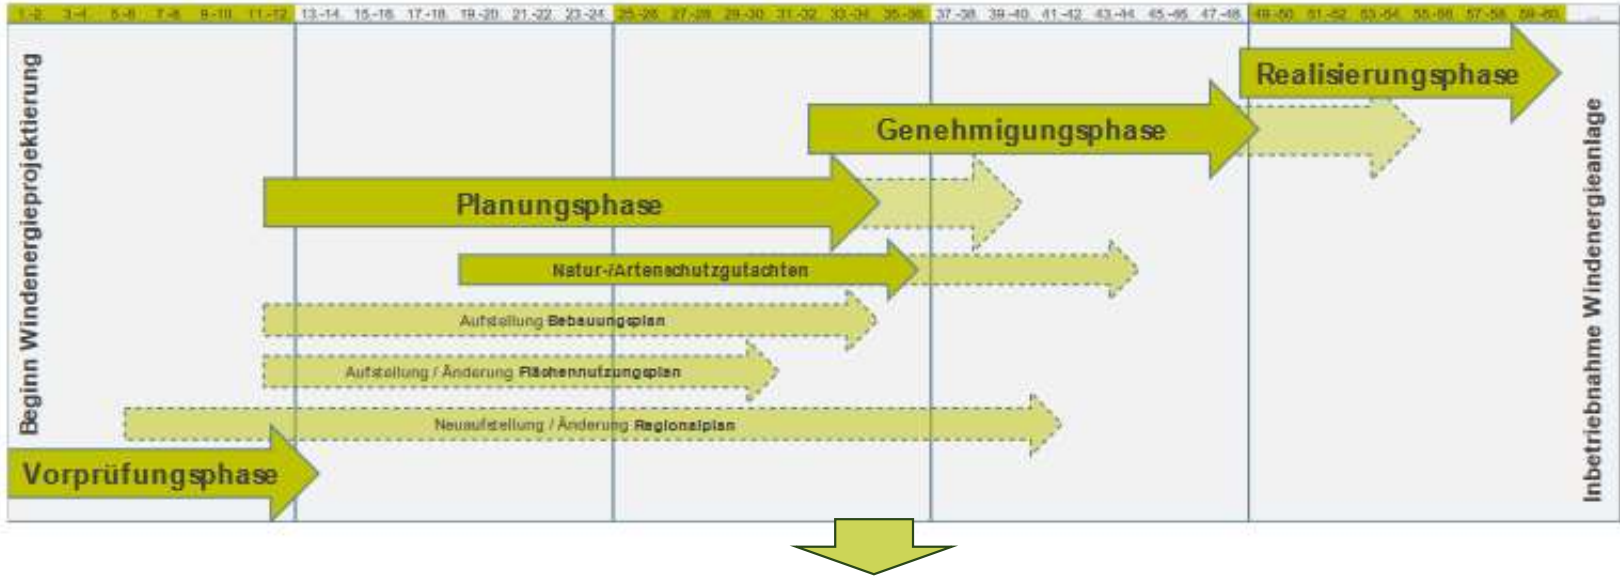 1.-2. 3.-4. 5.-6. 7.-8. 9.-10. 11.-12. 13.-14. 15.-16. 17.-18. 19.-20. 21.-22. 23.-24. 25.-26. 27.-28. 29.-30. 31.-32. 33.-34. 35.-36. 37.-38. 39.-40. 41.-42. 43.-44. 45.-46. 47.-48. 49.-50. 51.-52. 53.-54. 55.-56. 57.-58. 59.-60. ...
Beginn Windenergieprojektierung
Realisierungsphase
Genehmigungsphase
Planungsphase
Natur-/Artenschutzgutachten
Aufstellung Bebauungsplan
Aufstellung / Änderung Flächennutzungsplan
Neuaufstellung / Änderung Regionalplan
Vorprüfungsphase
Inbetriebnahme Windenergieanlage